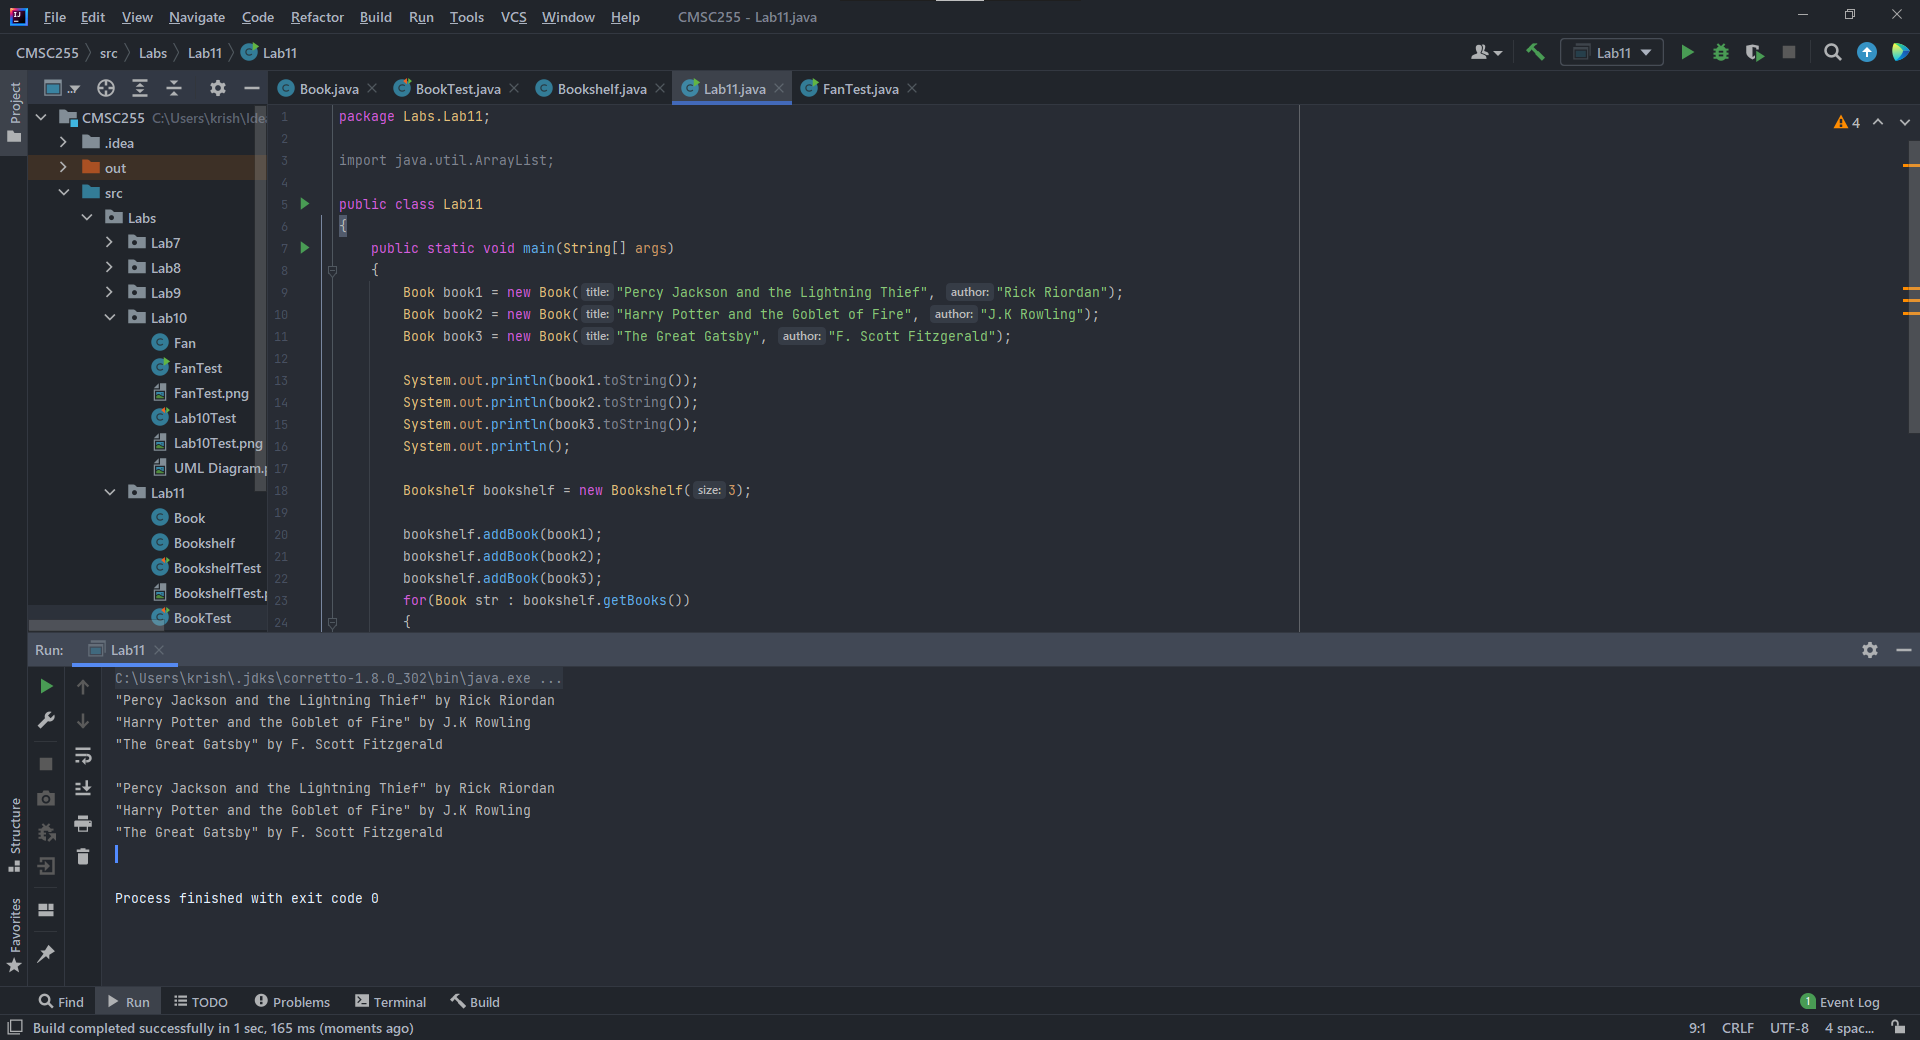 File Edit View Navigate Code Refactor Build Run Tools VCS Window Help CMSC255 - Lab11.java
CMSC255 src Labs Lab11 Lab11
Lab11
Project
Book.java BookTest.java Bookshelf.java Lab11.java FanTest.java
CMSC255 C:\Users\krish\Ide
.idea
out
src
Labs
Lab7
Lab8
Lab9
Lab10
Fan
FanTest
FanTest.png
Lab10Test
Lab10Test.png
UML Diagram.p
Lab11
Book
Bookshelf
BookshelfTest
BookshelfTest.p
BookTest
4
1 package Labs.Lab11;
2
3 import java.util.ArrayList;
4
5 public class Lab11
6 {
7 public static void main(String[] args)
8 {
9 Book book1 = new Book( title: "Percy Jackson and the Lightning Thief", author: "Rick Riordan");
10 Book book2 = new Book( title: "Harry Potter and the Goblet of Fire", author: "J.K Rowling");
11 Book book3 = new Book( title: "The Great Gatsby", author: "F. Scott Fitzgerald");
12
13 System.out.println(book1.toString());
14 System.out.println(book2.toString());
15 System.out.println(book3.toString());
16 System.out.println();
17
18 Bookshelf bookshelf = new Bookshelf( size: 3);
19
20 bookshelf.addBook(book1);
21 bookshelf.addBook(book2);
22 bookshelf.addBook(book3);
23 for(Book str : bookshelf.getBooks())
24 {
Run: Lab11
C:\Users\krish\.jdks\corretto-1.8.0_302\bin\java.exe ...
"Percy Jackson and the Lightning Thief" by Rick Riordan
"Harry Potter and the Goblet of Fire" by J.K Rowling
"The Great Gatsby" by F. Scott Fitzgerald
"Percy Jackson and the Lightning Thief" by Rick Riordan
"Harry Potter and the Goblet of Fire" by J.K Rowling
"The Great Gatsby" by F. Scott Fitzgerald
Process finished with exit code 0
Structure
Favorites
Find Run TODO Problems Terminal Build 1 Event Log
Build completed successfully in 1 sec, 165 ms (moments ago) 9:1 CRLF UTF-8 4 spac...